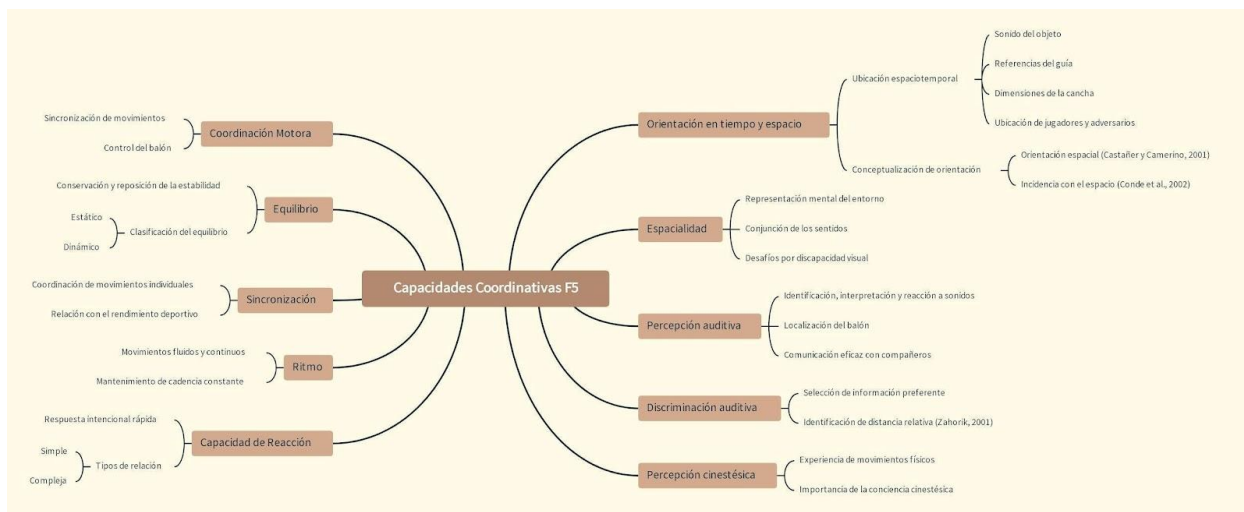 Capacidades Coordinativas F5
Orientación en tiempo y espacio
Ubicación espaciotemporal
Sonido del objeto
Referencias del guía
Dimensiones de la cancha
Ubicación de jugadores y adversarios
Conceptualización de orientación
Orientación espacial (Castañer y Camerino, 2001)
Incidencia con el espacio (Conde et al., 2002)
Espacialidad
Representación mental del entorno
Conjunción de los sentidos
Desafíos por discapacidad visual
Percepción auditiva
Identificación, interpretación y reacción a sonidos
Localización del balón
Comunicación eficaz con compañeros
Discriminación auditiva
Selección de información preferente
Identificación de distancia relativa (Zahorik, 2001)
Percepción cinestésica
Experiencia de movimientos físicos
Importancia de la conciencia cinestésica
Coordinación Motora
Sincronización de movimientos
Control del balón
Equilibrio
Conservación y reposición de la estabilidad
Clasificación del equilibrio
Estático
Dinámico
Sincronización
Coordinación de movimientos individuales
Relación con el rendimiento deportivo
Ritmo
Movimientos fluidos y continuos
Mantenimiento de cadencia constante
Capacidad de Reacción
Respuesta intencional rápida
Tipos de relación
Simple
Compleja